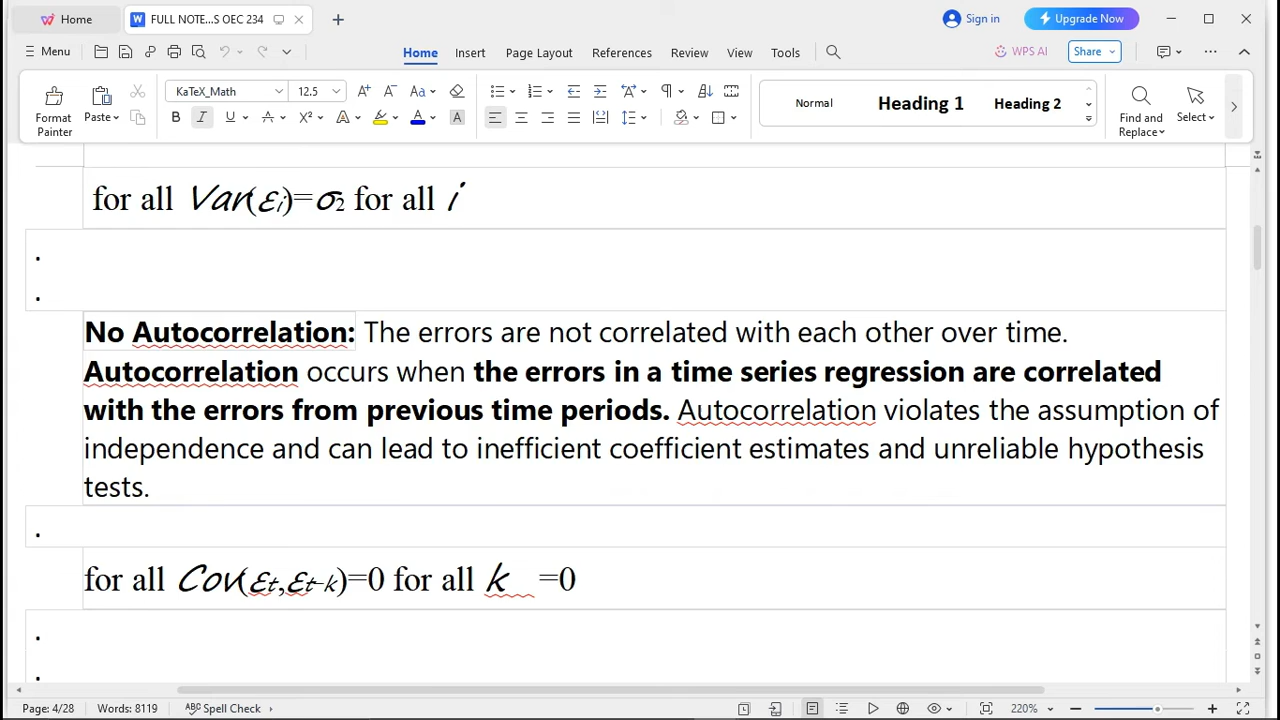 Home
FULL NOTE...S OEC 234
Sign in
Upgrade Now
Menu
Home
Insert
Page Layout
References
Review
View
Tools
WPS AI
Share
Format Painter
Paste
KaTeX_Math
12.5
A+ A- Aa
B I U A X² A A A
Normal
Heading 1
Heading 2
Find and Replace
Select
for all Var(εi)=σ2 for all i
.
.
No Autocorrelation: The errors are not correlated with each other over time.
Autocorrelation occurs when the errors in a time series regression are correlated
with the errors from previous time periods. Autocorrelation violates the assumption of
independence and can lead to inefficient coefficient estimates and unreliable hypothesis
tests.
.
for all Cov(εt,εt−k)=0 for all k =0
.
.
Page: 4/28 Words: 8119 Spell Check 220%